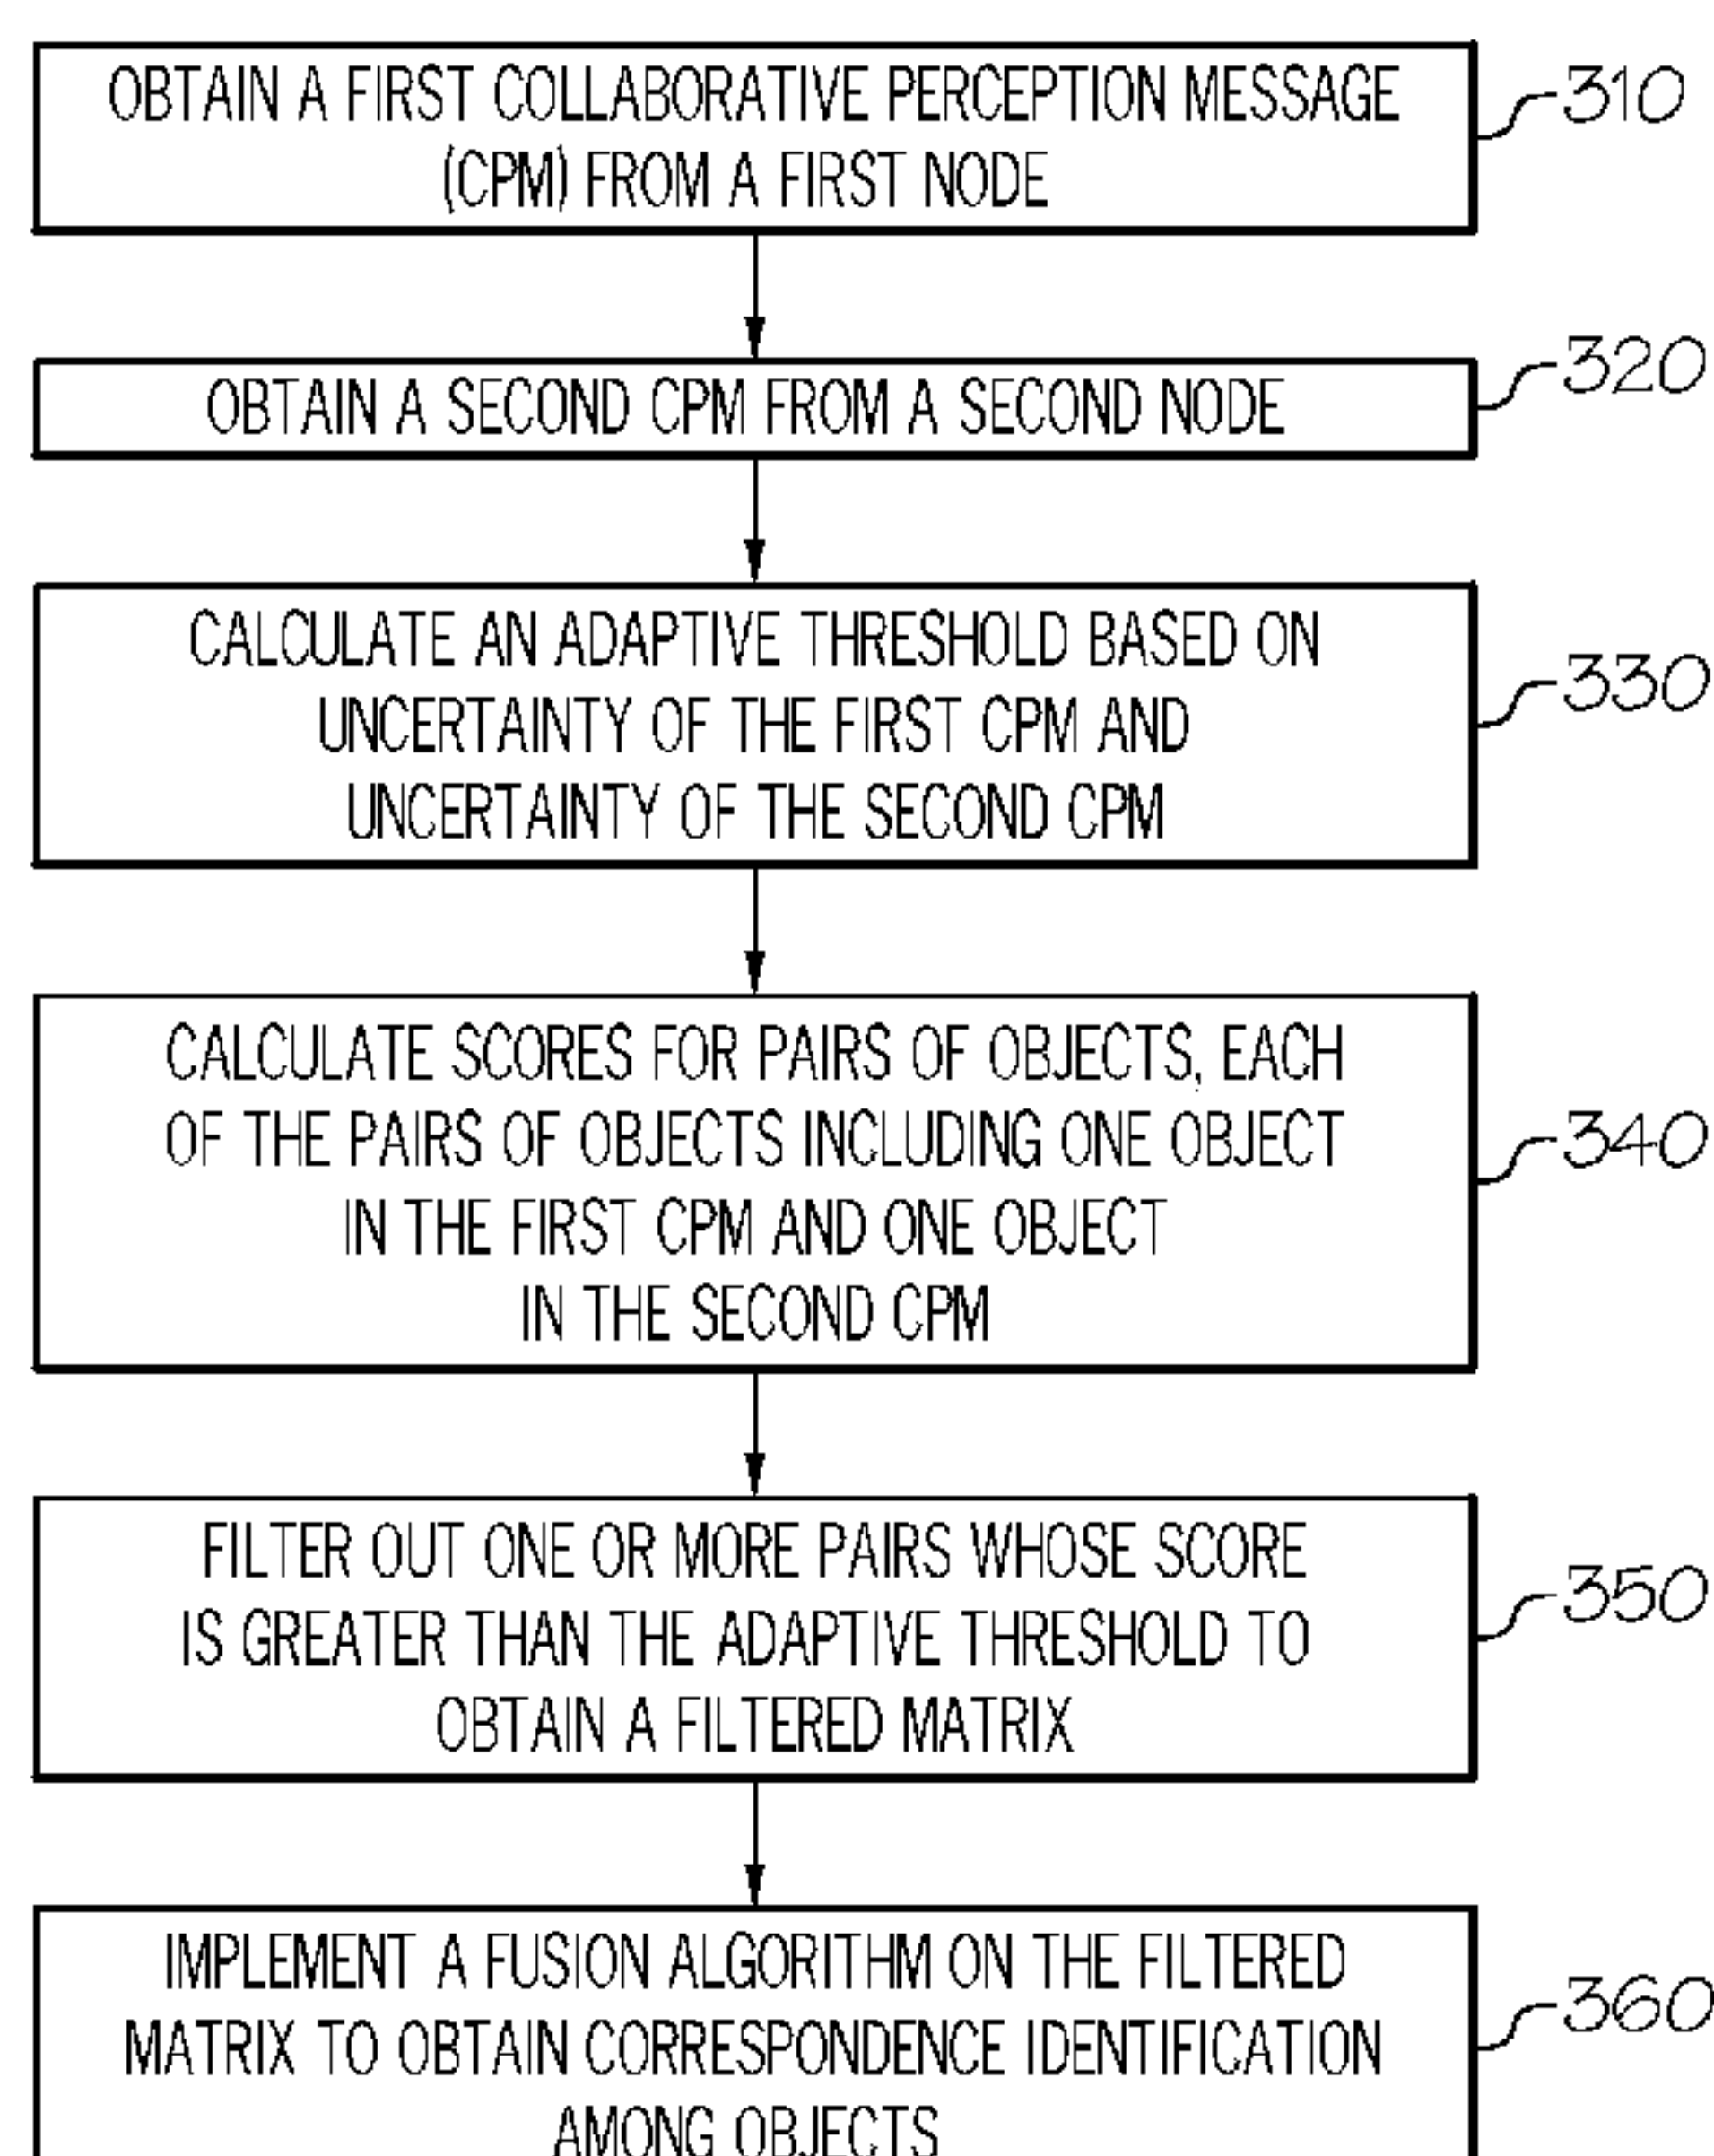 OBTAIN A FIRST COLLABORATIVE PERCEPTION MESSAGE
(CPM) FROM A FIRST NODE
310
OBTAIN A SECOND CPM FROM A SECOND NODE
320
CALCULATE AN ADAPTIVE THRESHOLD BASED ON
UNCERTAINTY OF THE FIRST CPM AND
UNCERTAINTY OF THE SECOND CPM
330
CALCULATE SCORES FOR PAIRS OF OBJECTS, EACH
OF THE PAIRS OF OBJECTS INCLUDING ONE OBJECT
IN THE FIRST CPM AND ONE OBJECT
IN THE SECOND CPM
340
FILTER OUT ONE OR MORE PAIRS WHOSE SCORE
IS GREATER THAN THE ADAPTIVE THRESHOLD TO
OBTAIN A FILTERED MATRIX
350
IMPLEMENT A FUSION ALGORITHM ON THE FILTERED
MATRIX TO OBTAIN CORRESPONDENCE IDENTIFICATION
AMONG OBJECTS
360